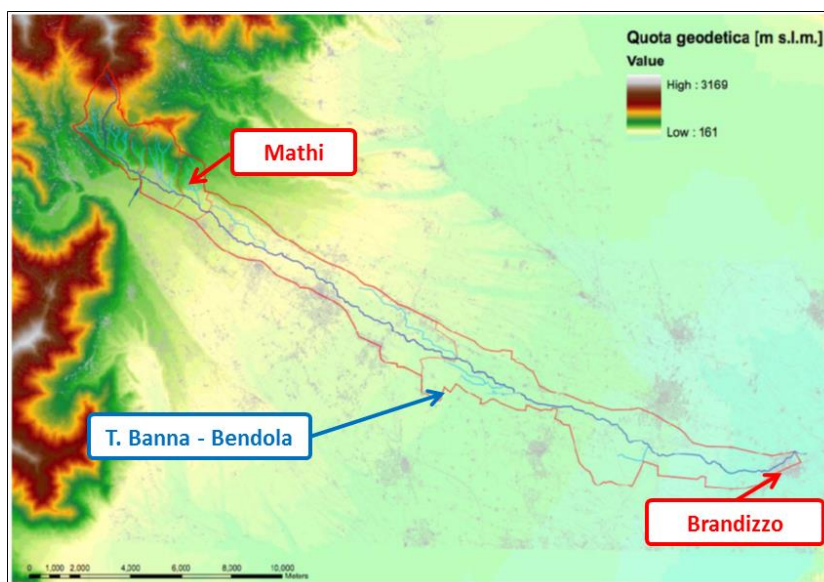 Quota geodetica [m s.l.m.]
Value
High : 3169
Low : 161
Mathi
T. Banna - Bendola
Brandizzo
0 1,000 2,000 4,000 6,000 8,000 10,000
Meters